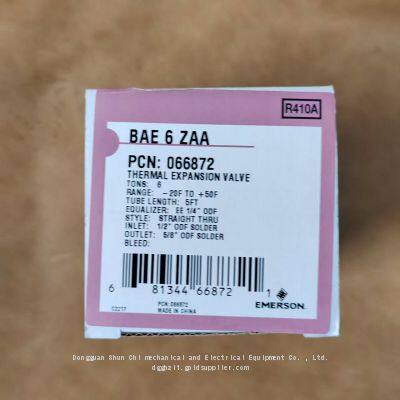 R410A
BAE 6 ZAA
PCN: 066872
THERMAL EXPANSION VALVE
TONS: 6
RANGE: -20F TO +50F
TUBE LENGTH: 5FT
EQUALIZER: EE 1/4" ODF
STYLE: STRAIGHT THRU
INLET: 1/2" ODF SOLDER
OUTLET: 5/8" ODF SOLDER
BLEED:
6 81344 66872 1
PCN:066872
MADE IN CHINA
EMERSON.
Dongguan Shun Chi mechanical and Electrical Equipment Co. , Ltd.
dgghzlt.goldsupplier.com